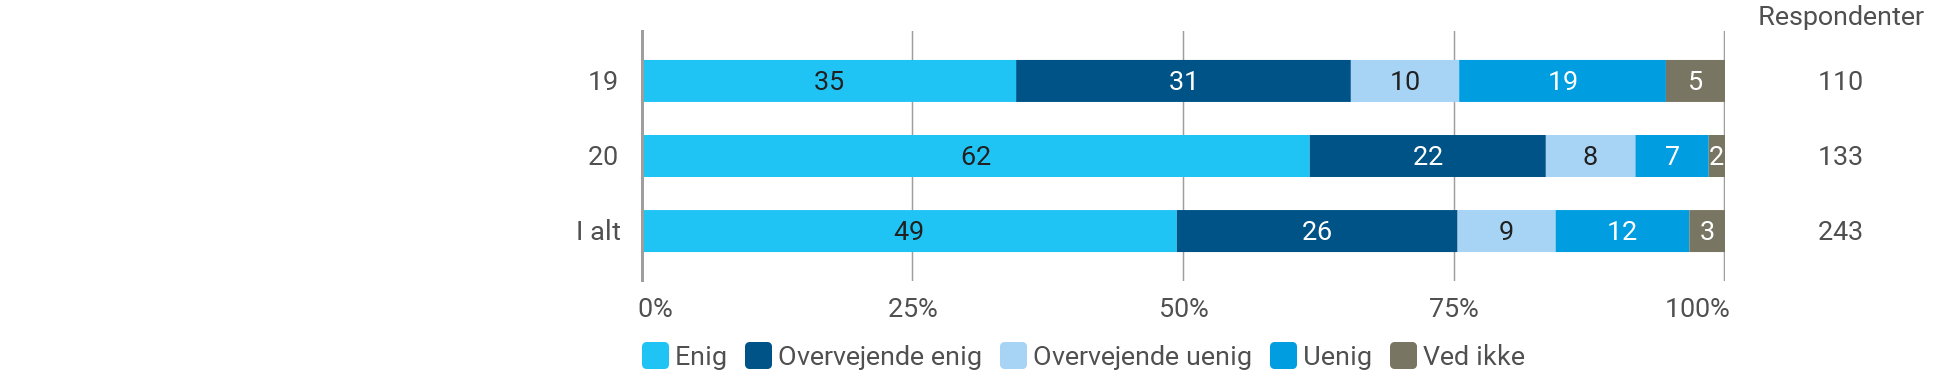 Respondenter
19 35 31 10 19 5 110
20 62 22 8 7 2 133
I alt 49 26 9 12 3 243
0% 25% 50% 75% 100%
Enig Overvejende enig Overvejende uenig Uenig Ved ikke